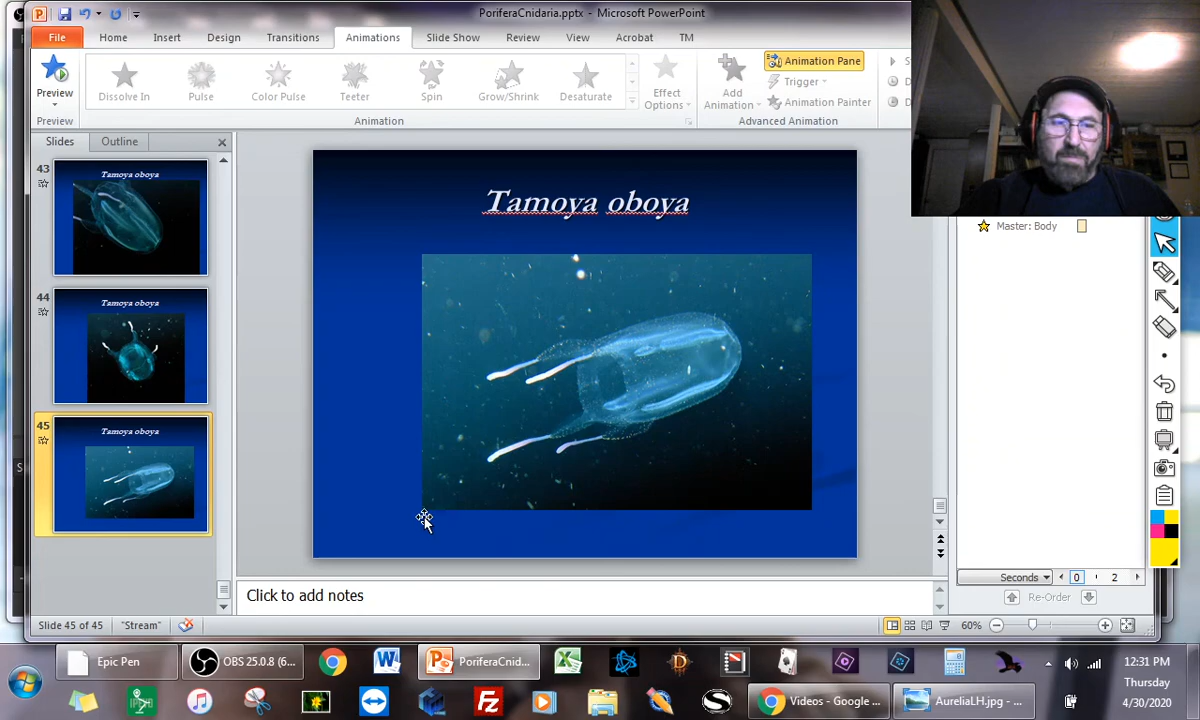 PoriferaCnidaria.pptx - Microsoft PowerPoint
File Home Insert Design Transitions Animations Slide Show Review View Acrobat TM
Preview
Dissolve In Pulse Color Pulse Teeter Spin Grow/Shrink Desaturate
Effect Options
Add Animation
Animation Pane
Trigger
Animation Painter
Preview Animation Advanced Animation
Slides Outline
43
Tamoya oboya
44
Tamoya oboya
45
Tamoya oboya
Tamoya oboya
Master: Body
Click to add notes
Seconds 0 2
Re-Order
Slide 45 of 45 "Stream" 60%
Epic Pen OBS 25.0.8 (6... PoriferaCnid...
Videos - Google ... AureliaLH.jpg - ...
12:31 PM
Thursday
4/30/2020